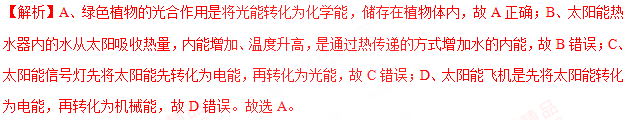 【解析】A、绿色植物的光合作用是将光能转化为化学能，储存在植物体内，故 A 正确；B、太阳能热
水器内的水从太阳吸收热量，内能增加、温度升高，是通过热传递的方式增加水的内能，故 B 错误；C、
太阳能信号灯先将太阳能先转化为电能，再转化为光能，故 C 错误；D、太阳能飞机是先将太阳能转化
为电能，再转化为机械能，故 D 错误。故选 A。